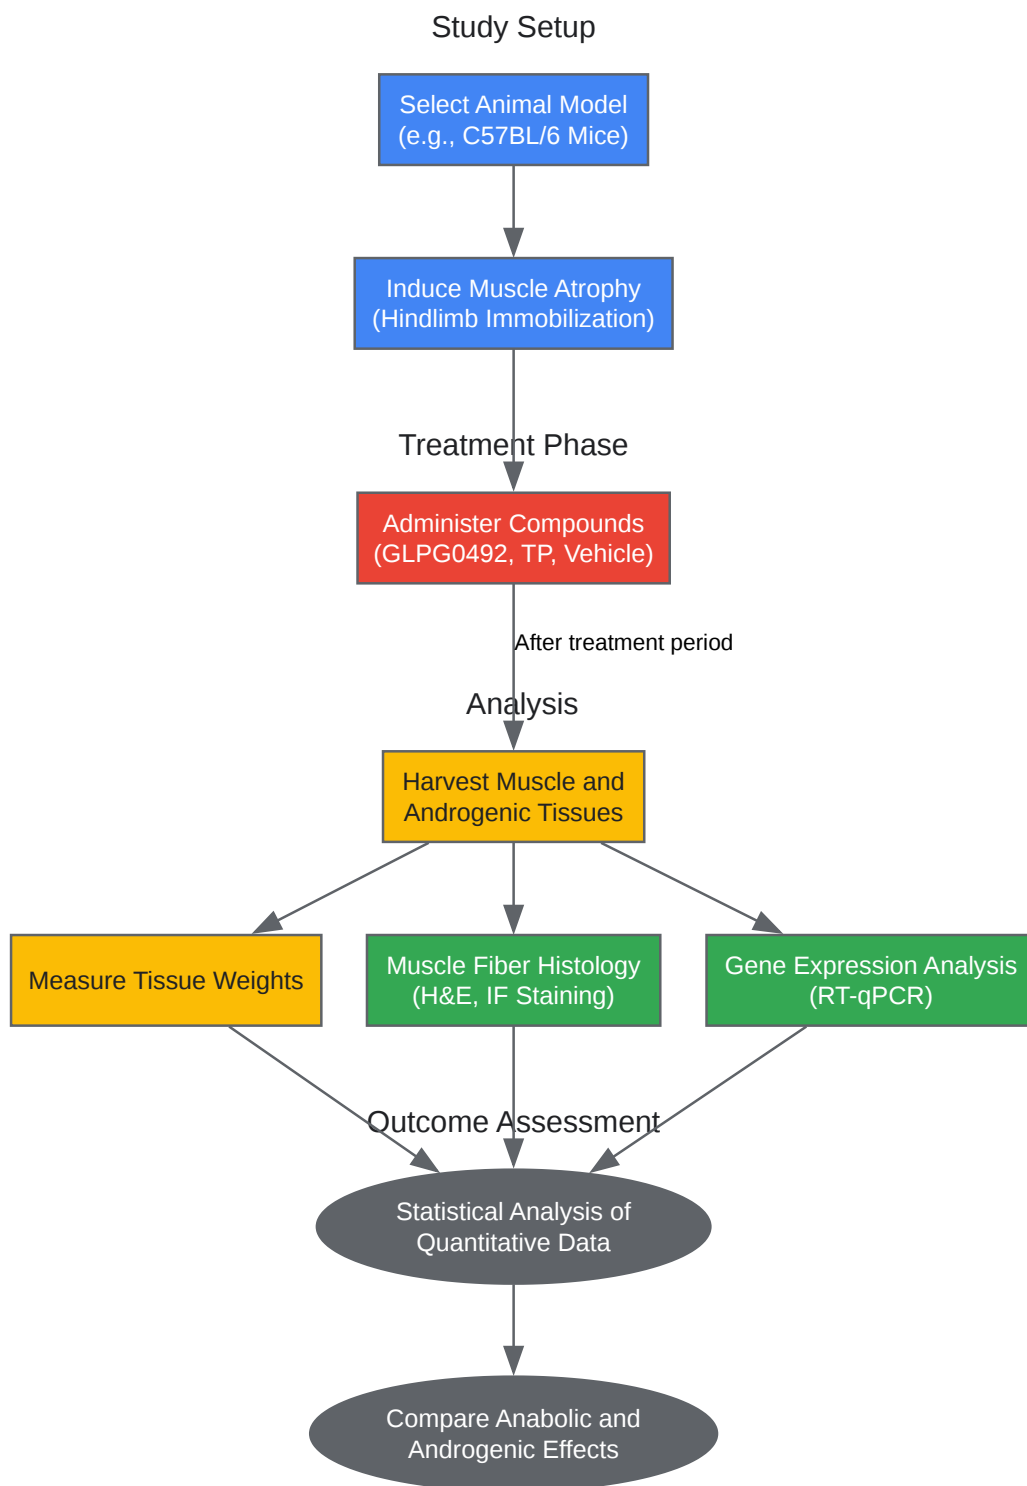 Study Setup
Select Animal Model
(e.g., C57BL/6 Mice)
Induce Muscle Atrophy
(Hindlimb Immobilization)
Treatment Phase
Administer Compounds
(GLPG0492, TP, Vehicle)
After treatment period
Analysis
Harvest Muscle and
Androgenic Tissues
Measure Tissue Weights
Muscle Fiber Histology
(H&E, IF Staining)
Gene Expression Analysis
(RT-qPCR)
Outcome Assessment
Statistical Analysis of
Quantitative Data
Compare Anabolic and
Androgenic Effects